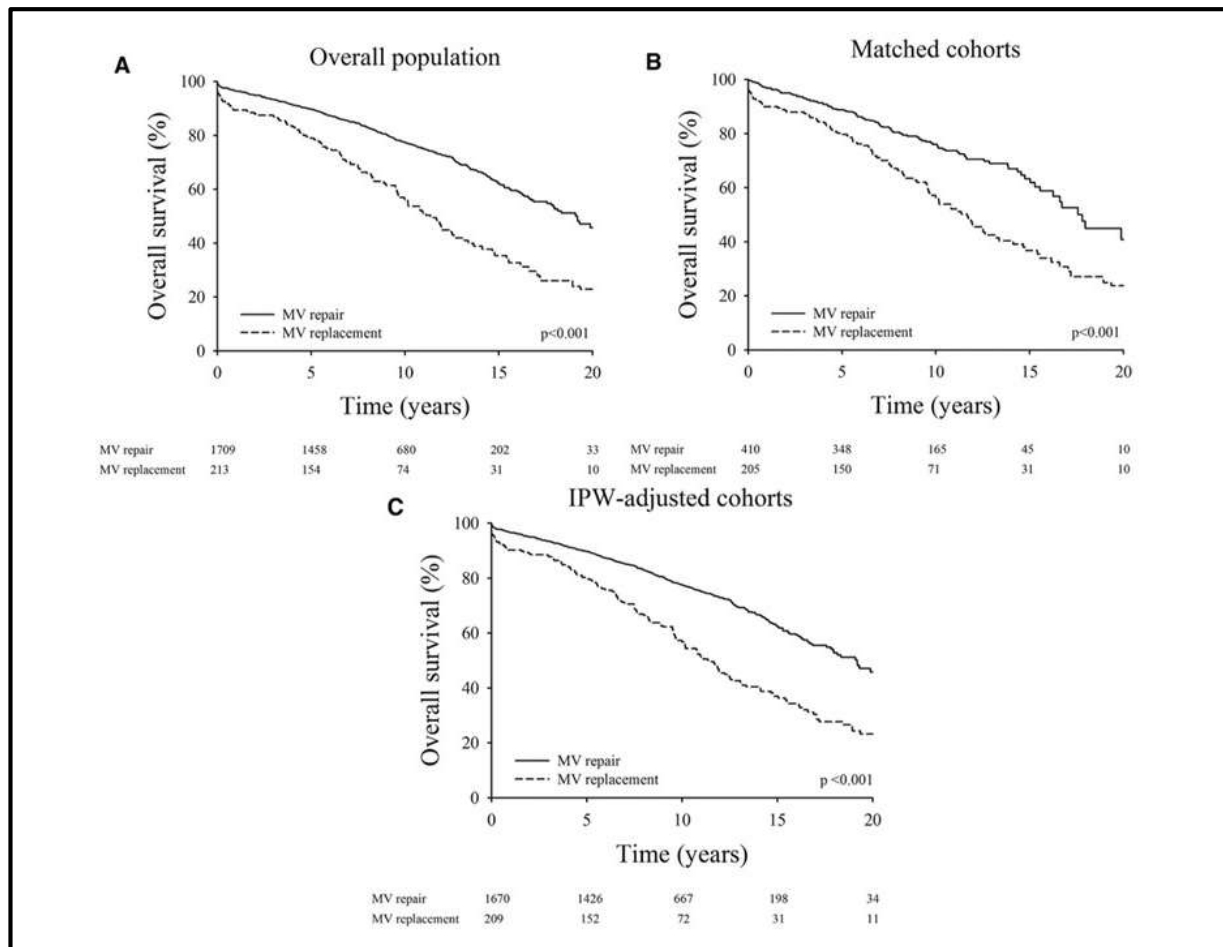 A
Overall population
Overall survival (%)
100
80
60
40
20
0
MV repair
MV replacement
p<0.001
0 5 10 15 20
Time (years)
MV repair 1709 1458 680 202 33
MV replacement 213 154 74 31 10
B
Matched cohorts
Overall survival (%)
100
80
60
40
20
0
MV repair
MV replacement
p<0.001
0 5 10 15 20
Time (years)
MV repair 410 348 165 45 10
MV replacement 205 150 71 31 10
C
IPW-adjusted cohorts
Overall survival (%)
100
80
60
40
20
0
MV repair
MV replacement
p <0,001
0 5 10 15 20
Time (years)
MV repair 1670 1426 667 198 34
MV replacement 209 152 72 31 11